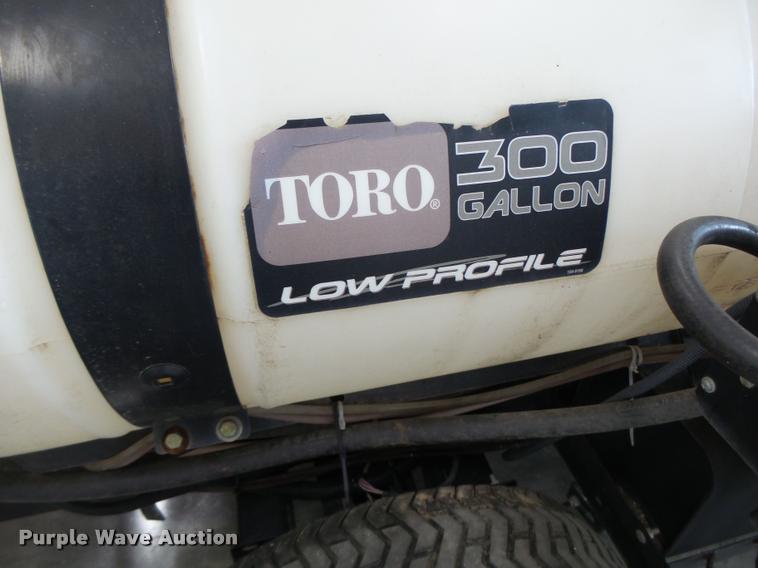 TORO®
300
GALLON
LOW PROFILE
Purple Wave Auction